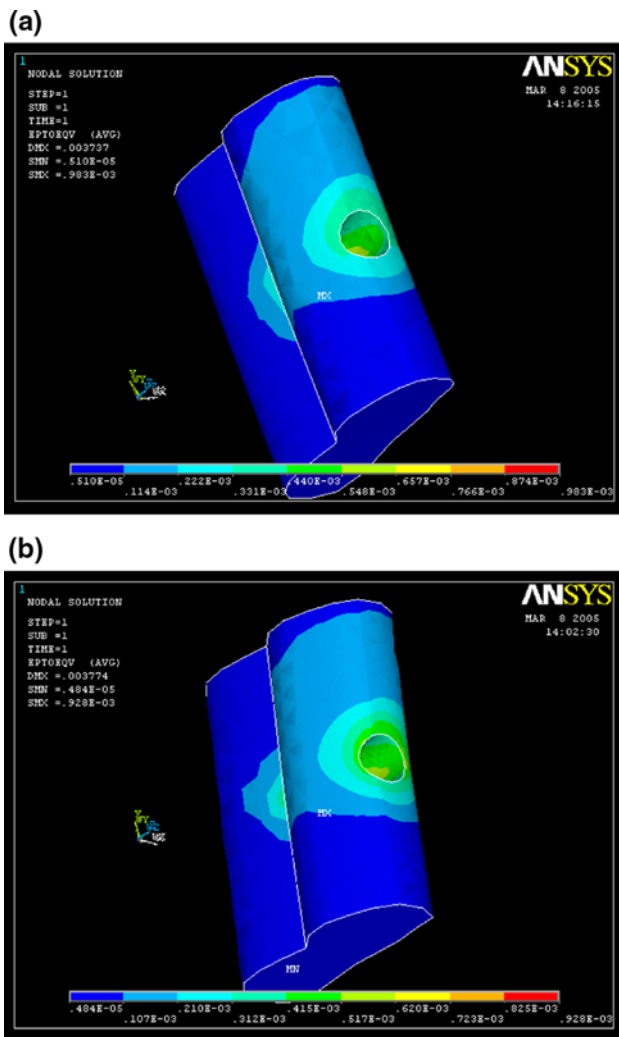 (a)
1
NODAL SOLUTION
STEP=1
SUB =1
TIME=1
EPTOEQV (AVG)
DMX =.003737
SMN =.510E-05
SMX =.983E-03
ANSYS
MAR 8 2005
14:16:15
MX
.510E-05 .222E-03 .440E-03 .657E-03 .874E-03
.114E-03 .331E-03 .548E-03 .766E-03 .983E-03
(b)
1
NODAL SOLUTION
STEP=1
SUB =1
TIME=1
EPTOEQV (AVG)
DMX =.003774
SMN =.484E-05
SMX =.928E-03
ANSYS
MAR 8 2005
14:02:30
MX
MN
.484E-05 .210E-03 .415E-03 .620E-03 .825E-03
.107E-03 .312E-03 .517E-03 .723E-03 .928E-03